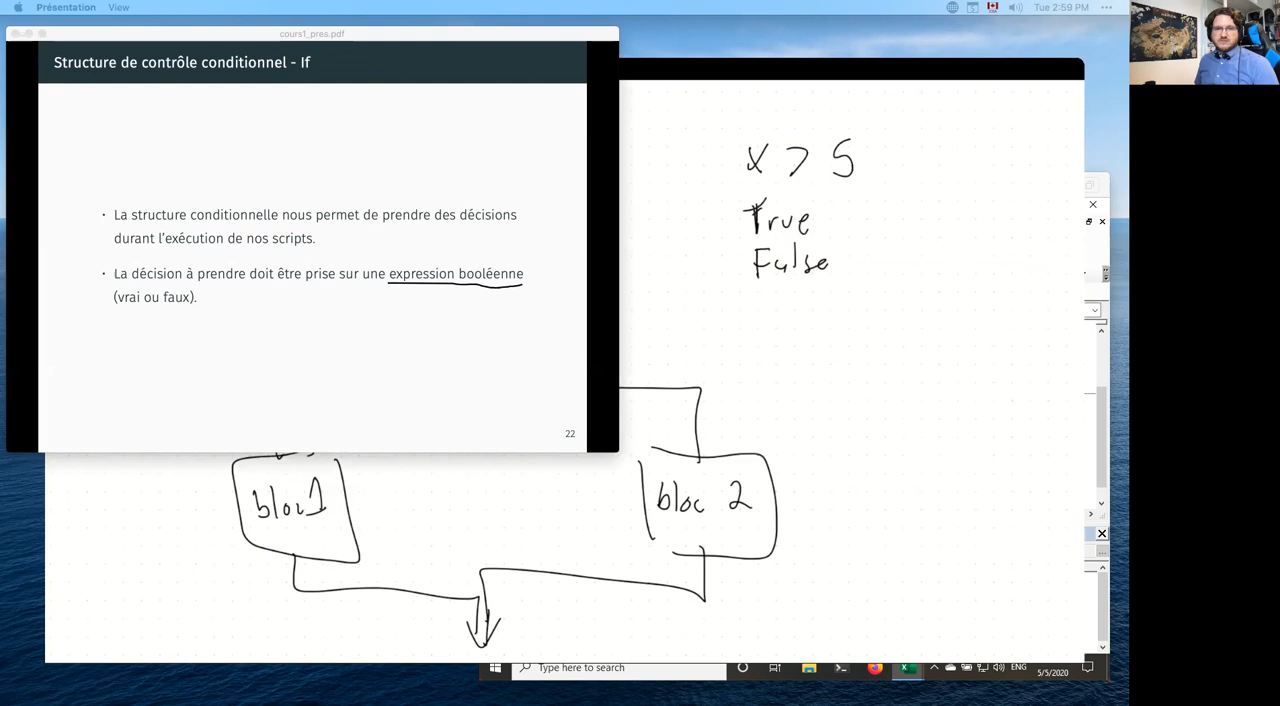 Présentation View
Tue 2:59 PM
cours1_pres.pdf
Structure de contrôle conditionnel - If
· La structure conditionnelle nous permet de prendre des décisions
durant l'exécution de nos scripts.
· La décision à prendre doit être prise sur une expression booléenne
(vrai ou faux).
22
x > 5
True
False
bloc1
bloc 2
Type here to search
ENG
5/5/2020